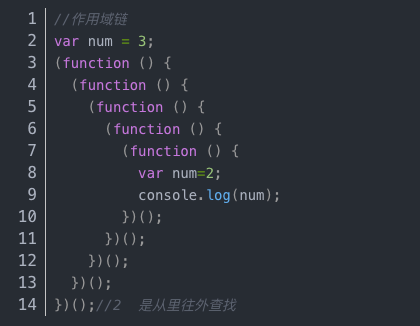 1 //作用域链
2 var num = 3;
3 (function () {
4   (function () {
5     (function () {
6       (function () {
7         (function () {
8           var num=2;
9           console.log(num);
10         })();
11       })();
12     })();
13   })();
14 })();//2  是从里往外查找